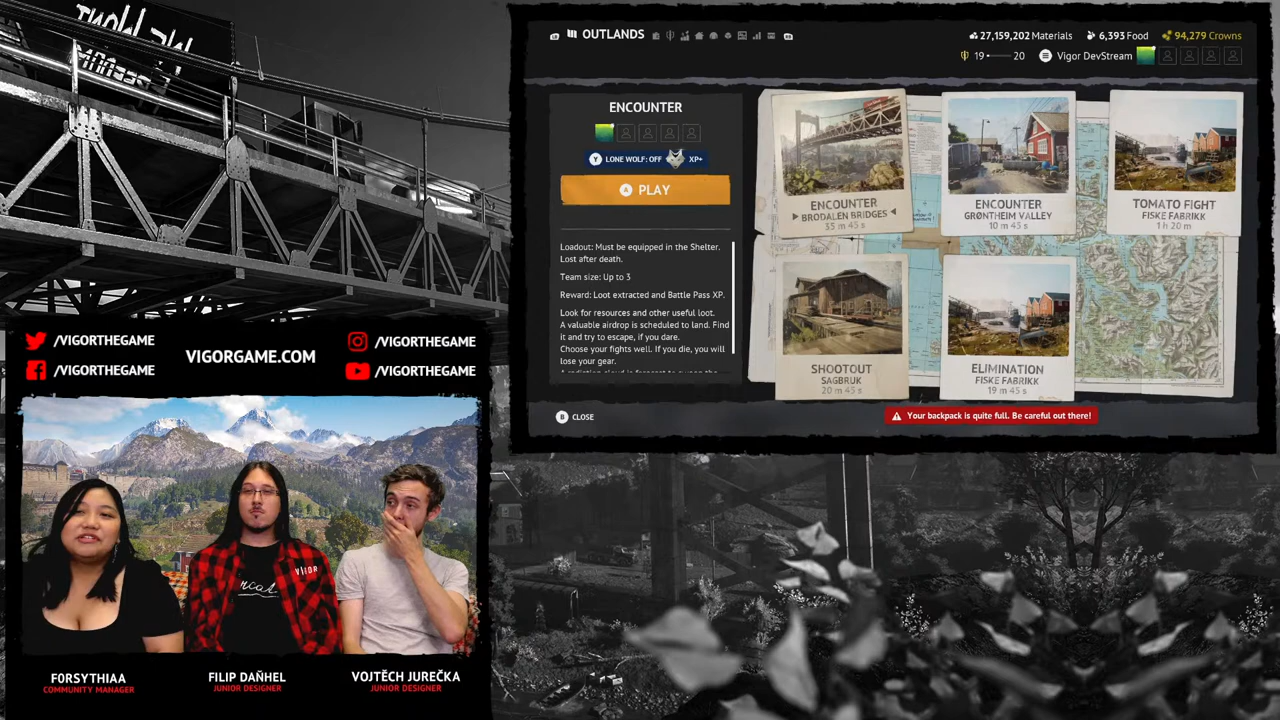 WE WON'T
/VIGORTHEGAME
/VIGORTHEGAME
VIGORGAME.COM
/VIGORTHEGAME
/VIGORTHEGAME
VIGOR
FORSYTHIAA
COMMUNITY MANAGER
FILIP DAŇHEL
JUNIOR DESIGNER
VOJTĚCH JUREČKA
JUNIOR DESIGNER
OUTLANDS
27,159,202 Materials
6,393 Food
94,279 Crowns
19
20
Vigor DevStream
ENCOUNTER
Y LONE WOLF: OFF XP+
A PLAY
Loadout: Must be equipped in the Shelter.
Lost after death.
Team size: Up to 3
Reward: Loot extracted and Battle Pass XP.
Look for resources and other useful loot.
A valuable airdrop is scheduled to land. Find
it and try to escape, if you dare.
Choose your fights well. If you die, you will
lose your gear.
ENCOUNTER
BRODALEN BRIDGES
35 m 45 s
ENCOUNTER
GRØNTHEIM VALLEY
10 m 45 s
TOMATO FIGHT
FISKE FABRIKK
1 h 20 m
SHOOTOUT
SAGBRUK
20 m 45 s
ELIMINATION
FISKE FABRIKK
19 m 45 s
B CLOSE
Your backpack is quite full. Be careful out there!